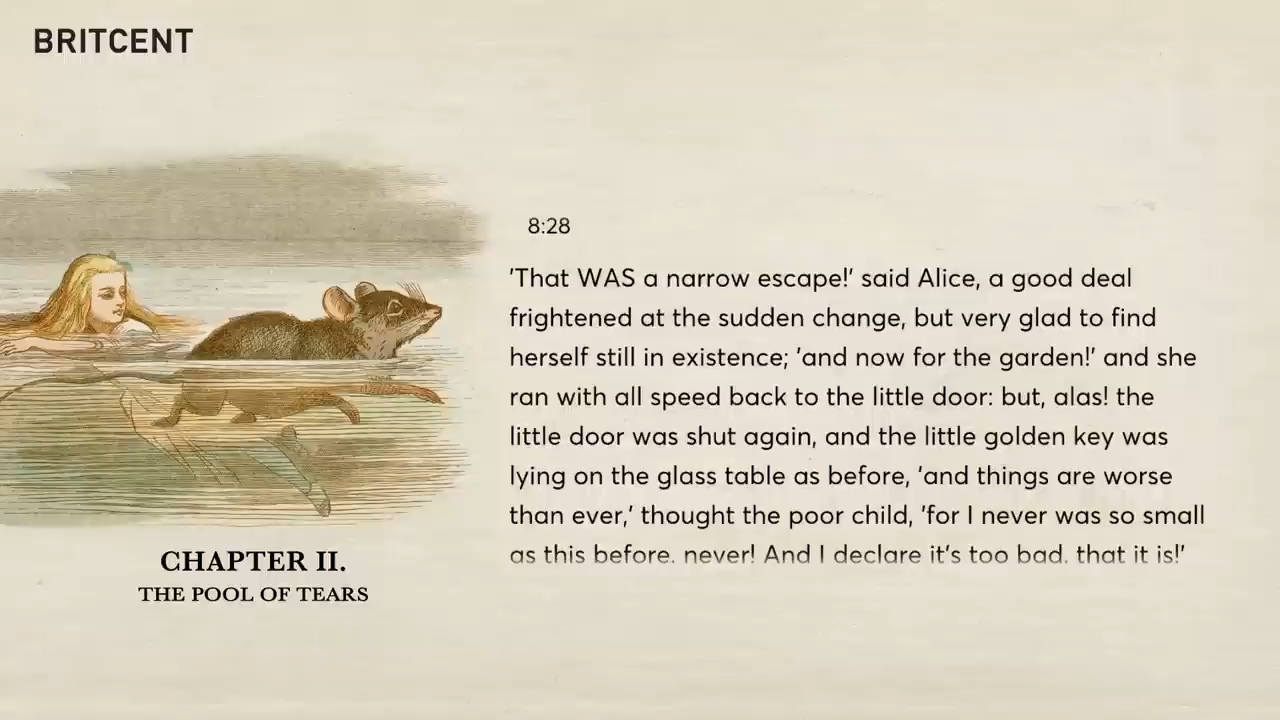 BRITCENT
8:28
'That WAS a narrow escape!' said Alice, a good deal
frightened at the sudden change, but very glad to find
herself still in existence; 'and now for the garden!' and she
ran with all speed back to the little door: but, alas! the
little door was shut again, and the little golden key was
lying on the glass table as before, 'and things are worse
than ever,' thought the poor child, 'for I never was so small
as this before, never! And I declare it's too bad, that it is!'
CHAPTER II.
THE POOL OF TEARS